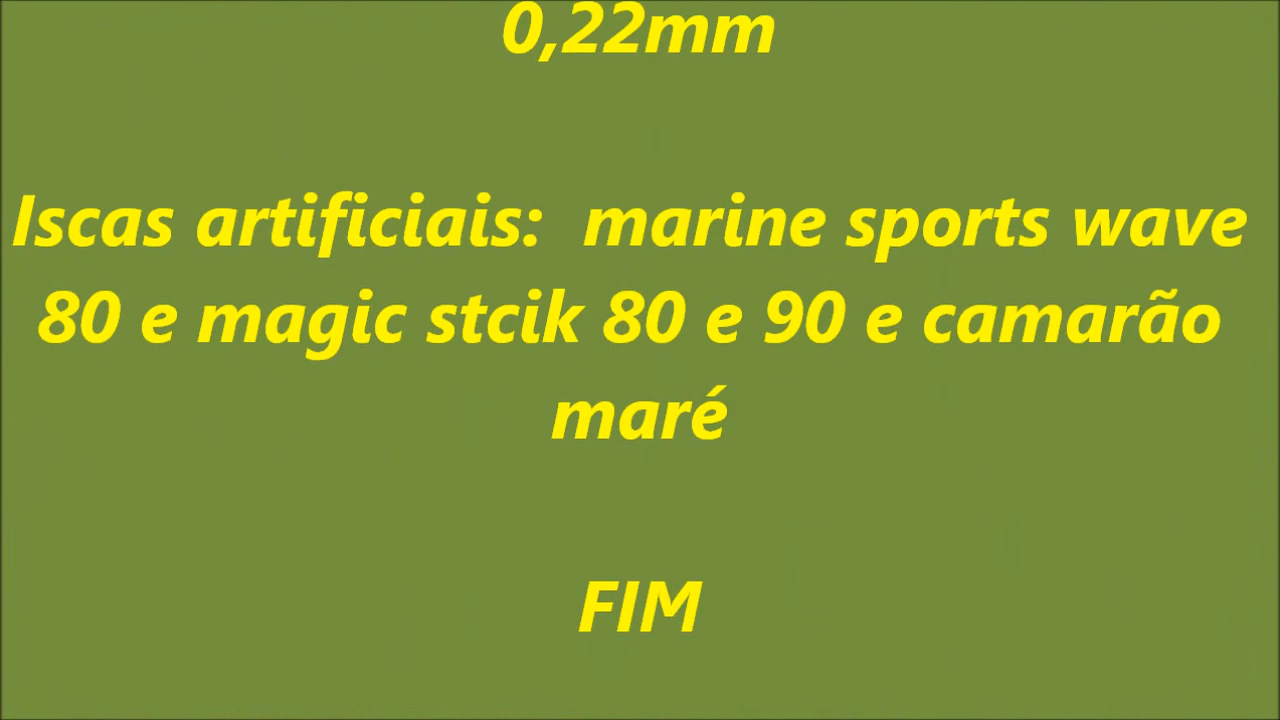 0,22mm
Iscas artificiais:  marine sports wave
80 e magic stcik 80 e 90 e camarão
maré
FIM